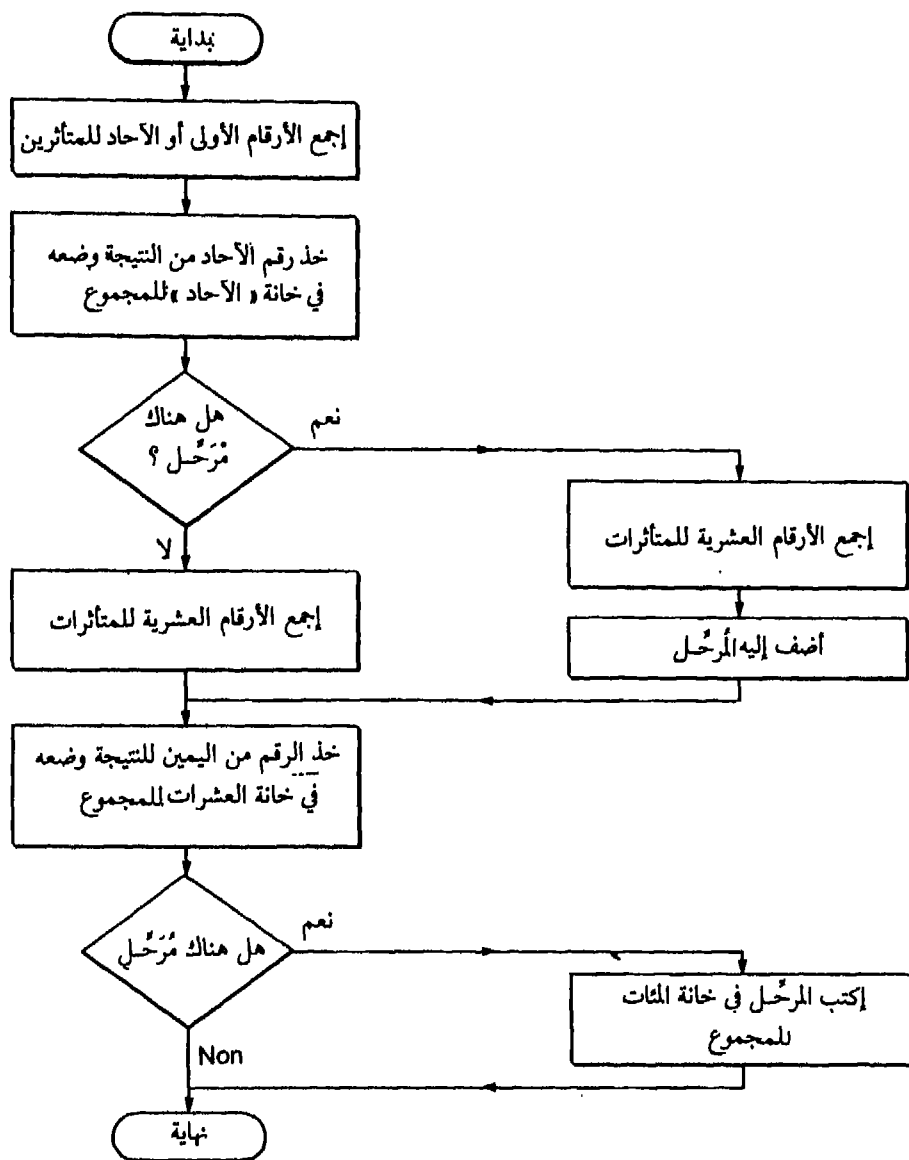 بداية
إجمع الأرقام الأولى أو الآحاد للمتأثرين
خذ رقم الآحاد من النتيجة وضعه
في خانة «الآحاد» للمجموع
هل هناك
مُرَحَّل ؟
نعم
لا
إجمع الأرقام العشرية للمتأثرات
أضف إليه المُرحَّل
إجمع الأرقام العشرية للمتأثرات
خذ الرقم من اليمين للنتيجة وضعه
في خانة العشرات للمجموع
هل هناك مُرَحَّل
نعم
إكتب المرحَّل في خانة المئات
للمجموع
Non
نهاية